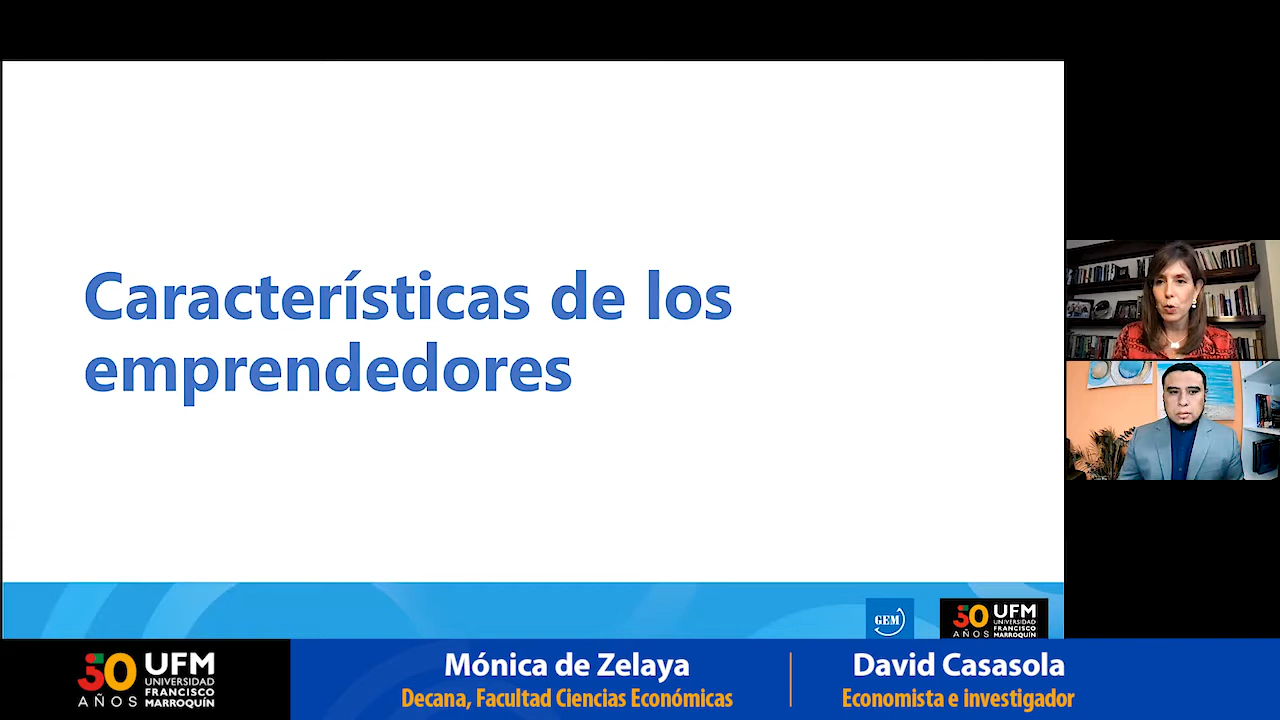 Características de los
emprendedores
GEM
50
AÑOS
UFM
UNIVERSIDAD
FRANCISCO
MARROQUÍN
50
AÑOS
UFM
UNIVERSIDAD
FRANCISCO
MARROQUÍN
Mónica de Zelaya
Decana, Facultad Ciencias Económicas
David Casasola
Economista e investigador